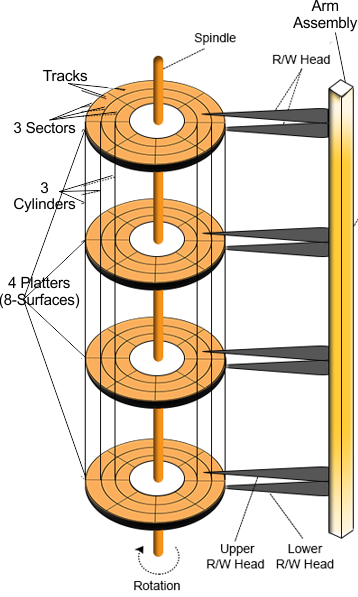 Arm
Assembly
Spindle
R/W Head
Tracks
3 Sectors
3
Cylinders
4 Platters
(8-Surfaces)
Upper
R/W Head
Lower
R/W Head
Rotation